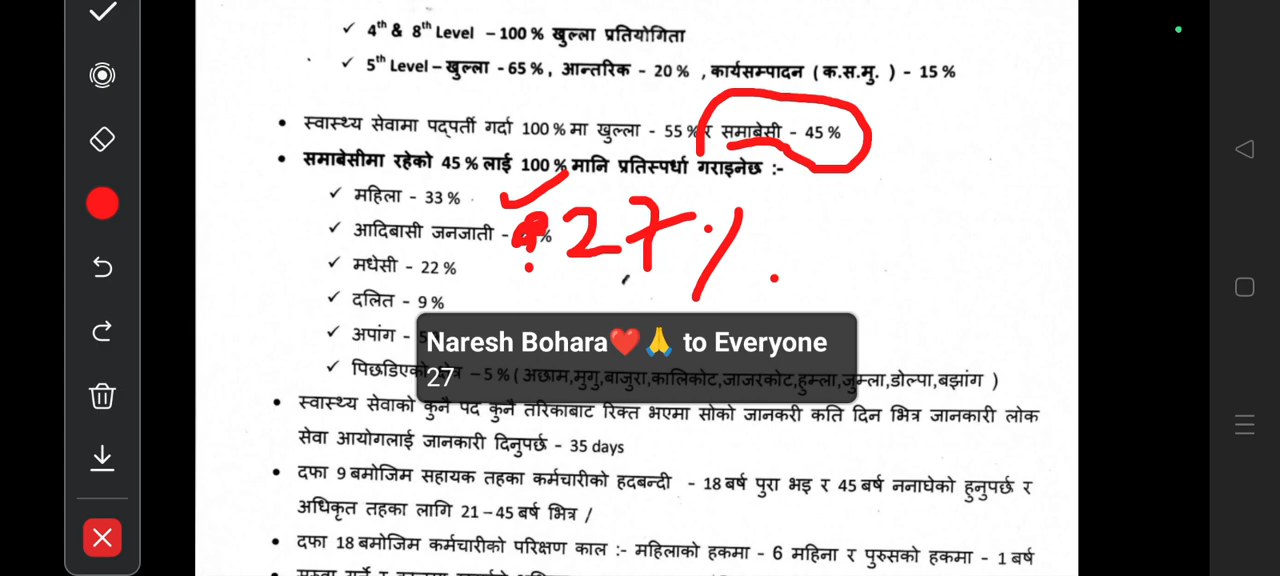 ✓ 4th & 8th Level – 100 % खुल्ला प्रतियोगिता
✓ 5th Level – खुल्ला - 65 % , आन्तरिक - 20 % , कार्यसम्पादन ( क.स.मु. ) - 15 %
• स्वास्थ्य सेवामा पद्पर्ती गर्दा 100 % मा खुल्ला - 55 % र समाबेसी - 45 %
• समाबेसीमा रहेको 45 % लाई 100 % मानि प्रतिस्पर्धा गराइनेछ :-
✓ महिला - 33 %
✓ आदिबासी जनजाती - %
27 %
✓ मधेसी - 22 %
✓ दलित - 9 %
✓ अपांग -
Naresh Bohara❤️🙏 to Everyone
27
✓ पिछडिएको – 5 % ( अछाम,मुगु,बाजुरा,कालिकोट,जाजरकोट,हुम्ला,जुम्ला,डोल्पा,बझांग )
• स्वास्थ्य सेवाको कुनै पद कुनै तरिकाबाट रिक्त भएमा सोको जानकरी कति दिन भित्र जानकारी लोक
सेवा आयोगलाई जानकारी दिनुपर्छ - 35 days
• दफा 9 बमोजिम सहायक तहका कर्मचारीको हदबन्दी - 18 बर्ष पुरा भइ र 45 बर्ष ननाघेको हुनुपर्छ र
अधिकृत तहका लागि 21 – 45 बर्ष भित्र /
• दफा 18 बमोजिम कर्मचारीको परिक्षण काल :- महिलाको हकमा - 6 महिना र पुरुसको हकमा - 1 बर्ष